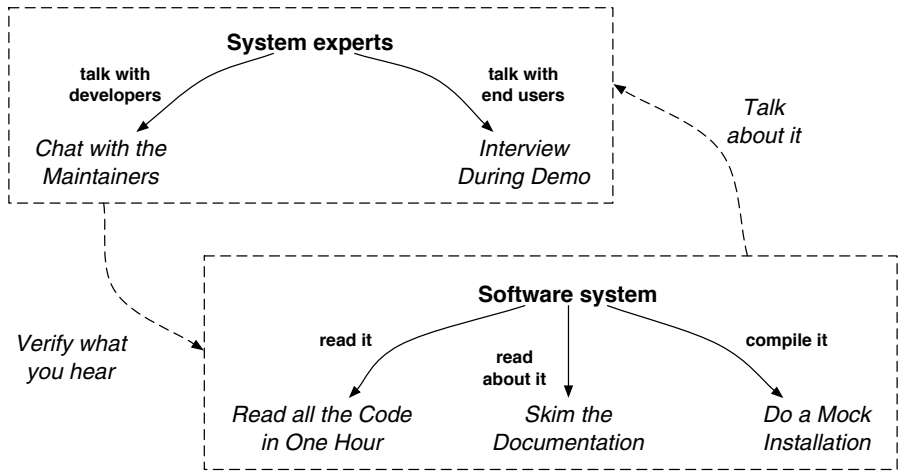 System experts
talk with
developers
talk with
end users
Chat with the
Maintainers
Interview
During Demo
Talk
about it
Verify what
you hear
Software system
read it
read
about it
compile it
Read all the Code
in One Hour
Skim the
Documentation
Do a Mock
Installation